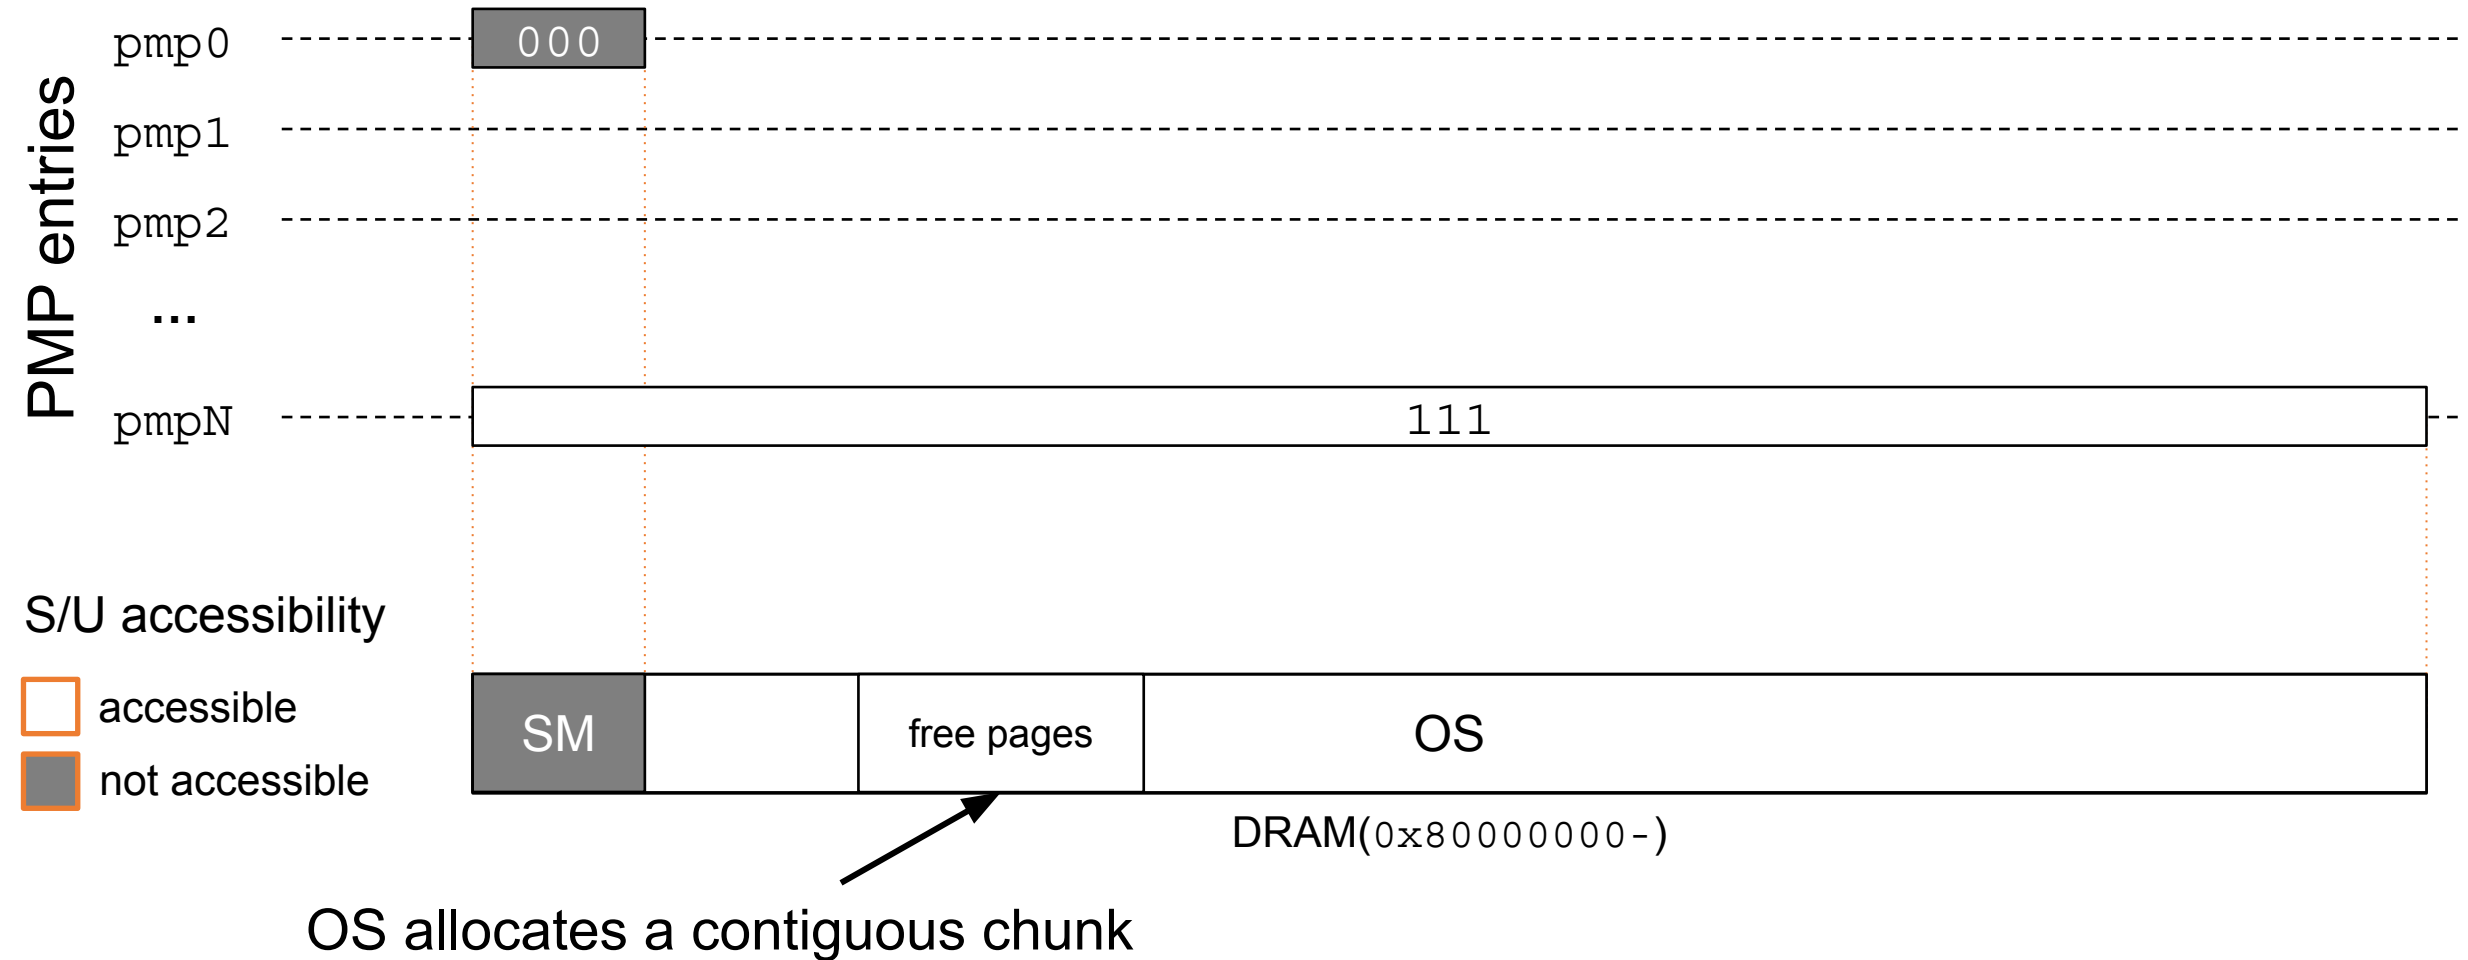 PMP entries
pmp0
000
pmp1
pmp2
...
pmpN
111
S/U accessibility
accessible
not accessible
SM
free pages
OS
DRAM(0x80000000-)
OS allocates a contiguous chunk